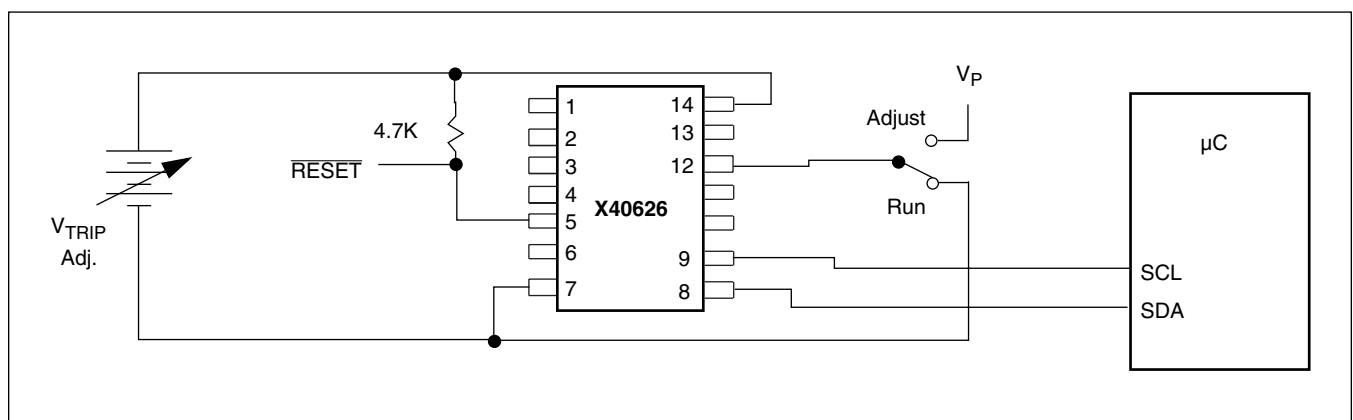 V_P
14
1
Adjust
13
4.7K
2
µC
12
3
RESET
4
X40626
Run
5
V_TRIP
Adj.
6
9
SCL
7
8
SDA